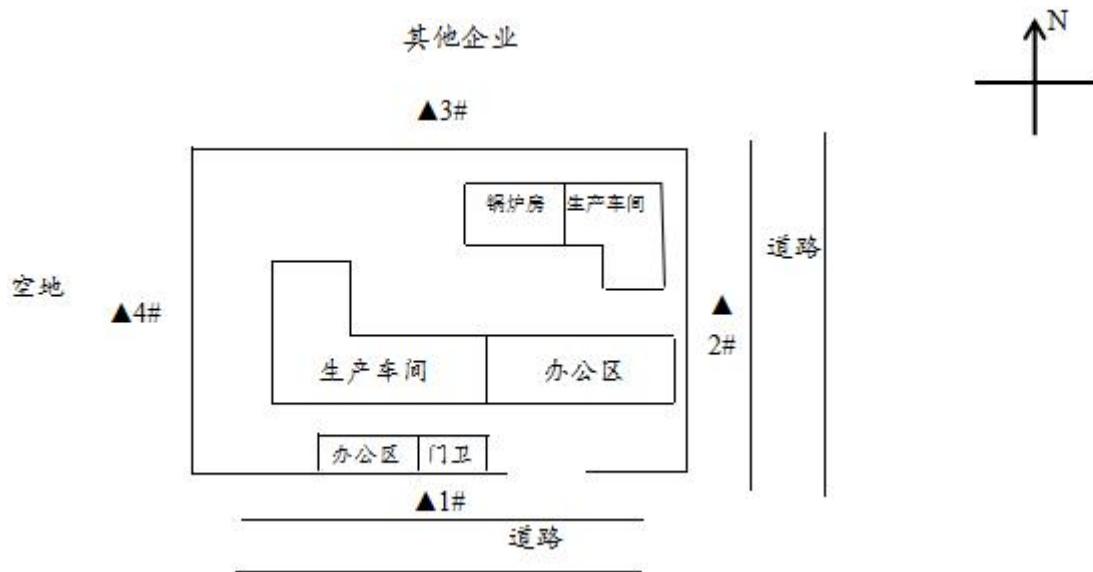 其他企业
N
▲3#
锅炉房 生产车间
道路
空地
▲4#
▲
2#
生产车间 办公区
办公区 门卫
▲1#
道路